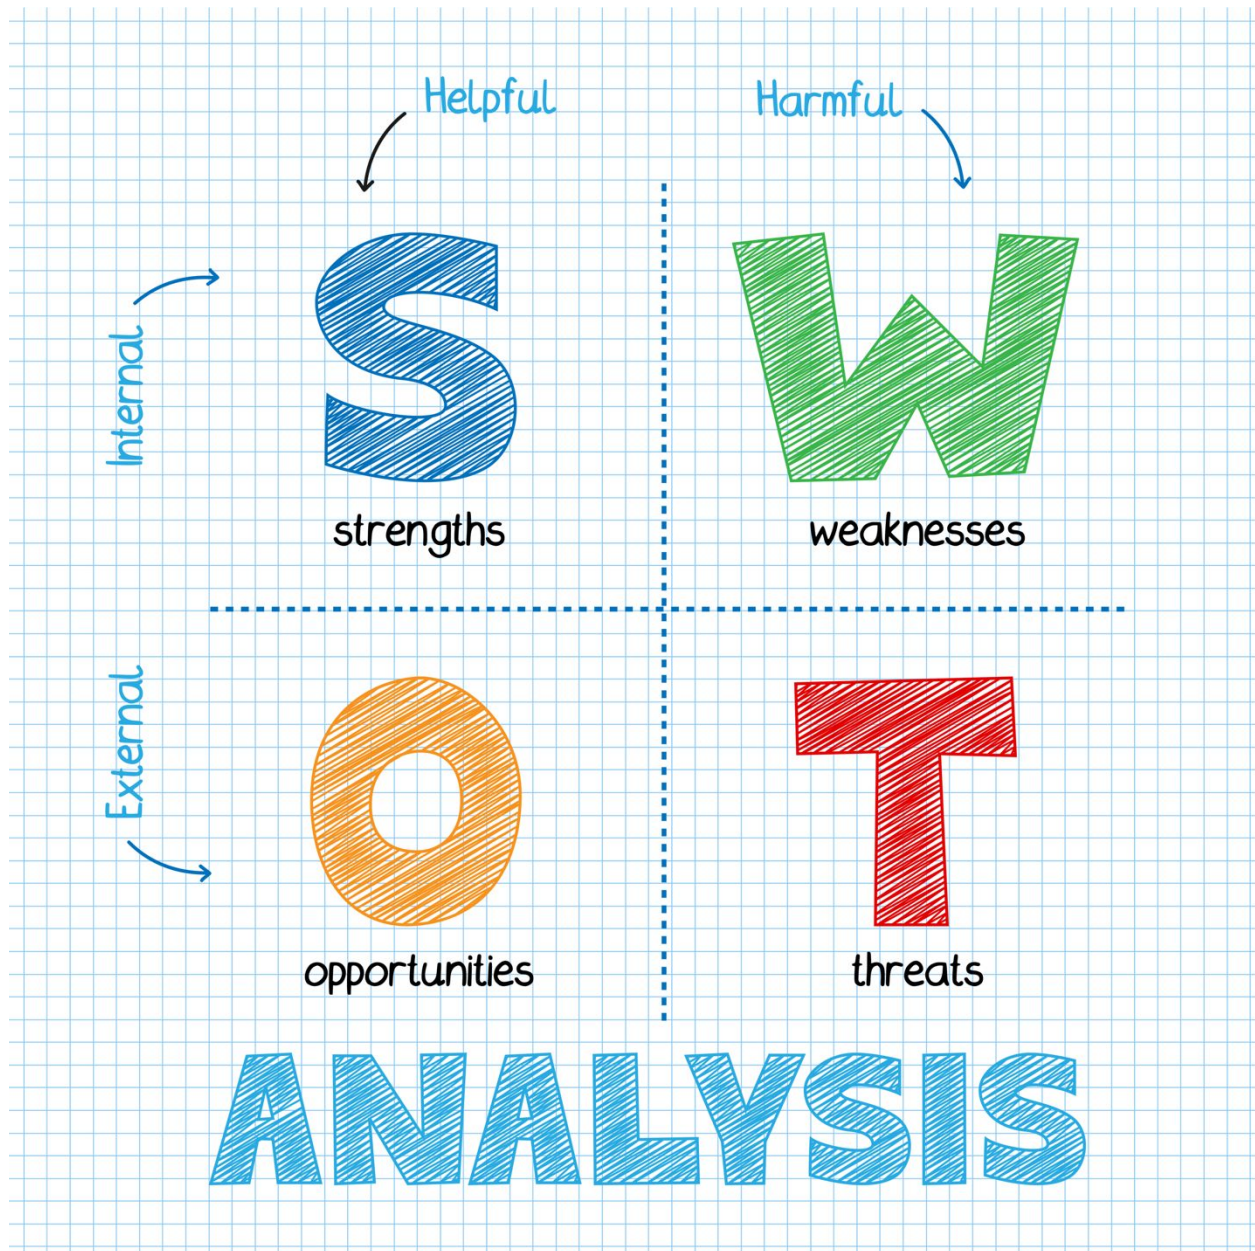 Helpful
Harmful
Internal
S
W
strengths
weaknesses
External
O
T
opportunities
threats
ANALYSIS